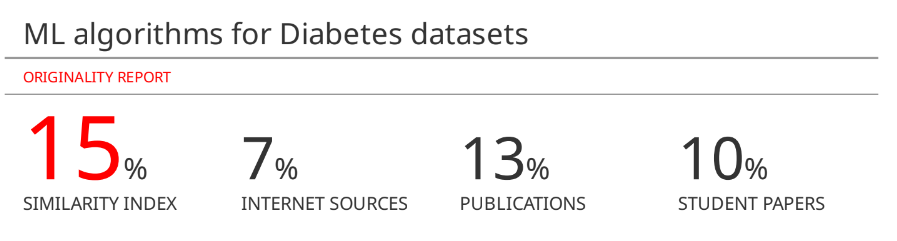 ML algorithms for Diabetes datasets
ORIGINALITY REPORT
15% 7% 13% 10%
SIMILARITY INDEX INTERNET SOURCES PUBLICATIONS STUDENT PAPERS